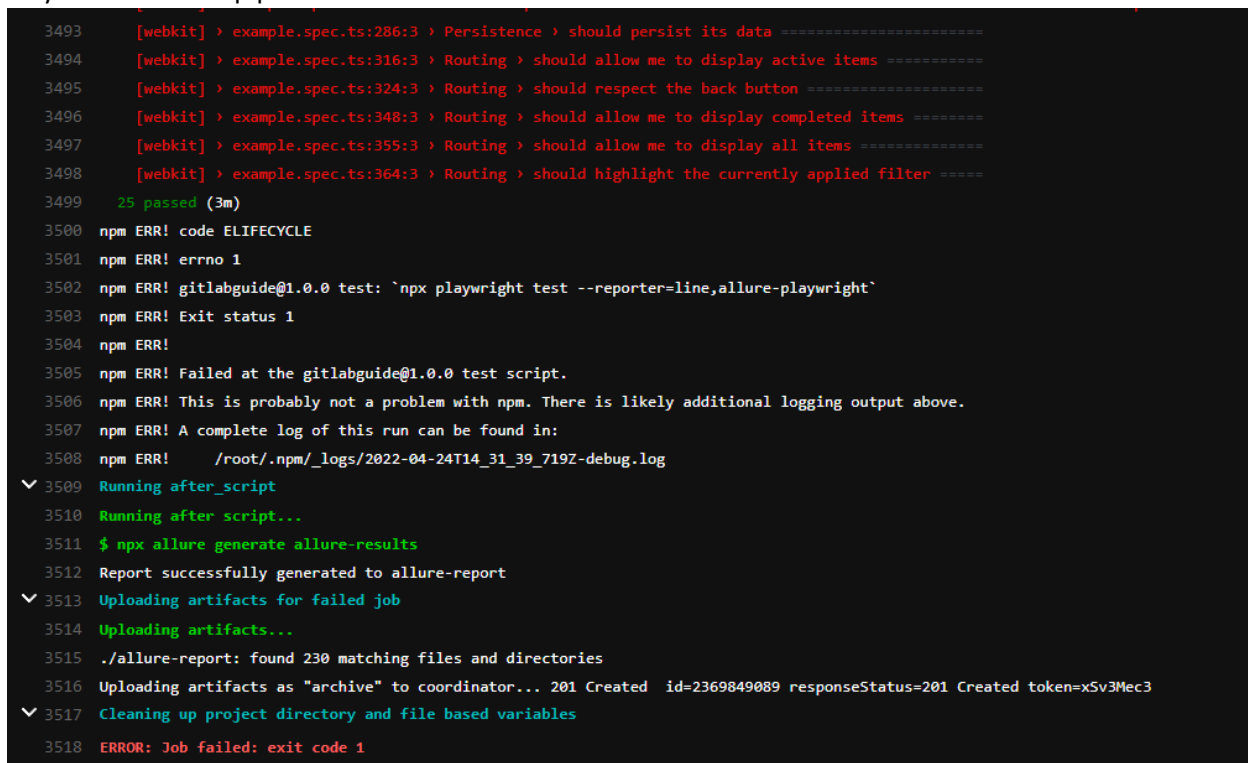 3493 [webkit] › example.spec.ts:286:3 › Persistence › should persist its data =======================
3494 [webkit] › example.spec.ts:316:3 › Routing › should allow me to display active items ===========
3495 [webkit] › example.spec.ts:324:3 › Routing › should respect the back button ====================
3496 [webkit] › example.spec.ts:348:3 › Routing › should allow me to display completed items ========
3497 [webkit] › example.spec.ts:355:3 › Routing › should allow me to display all items ==============
3498 [webkit] › example.spec.ts:364:3 › Routing › should highlight the currently applied filter =====
3499 25 passed (3m)
3500 npm ERR! code ELIFECYCLE
3501 npm ERR! errno 1
3502 npm ERR! gitlabguide@1.0.0 test: `npx playwright test --reporter=line,allure-playwright`
3503 npm ERR! Exit status 1
3504 npm ERR!
3505 npm ERR! Failed at the gitlabguide@1.0.0 test script.
3506 npm ERR! This is probably not a problem with npm. There is likely additional logging output above.
3507 npm ERR! A complete log of this run can be found in:
3508 npm ERR!     /root/.npm/_logs/2022-04-24T14_31_39_719Z-debug.log
3509 Running after_script
3510 Running after script...
3511 $ npx allure generate allure-results
3512 Report successfully generated to allure-report
3513 Uploading artifacts for failed job
3514 Uploading artifacts...
3515 ./allure-report: found 230 matching files and directories
3516 Uploading artifacts as "archive" to coordinator... 201 Created  id=2369849089 responseStatus=201 Created token=xSv3Mec3
3517 Cleaning up project directory and file based variables
3518 ERROR: Job failed: exit code 1